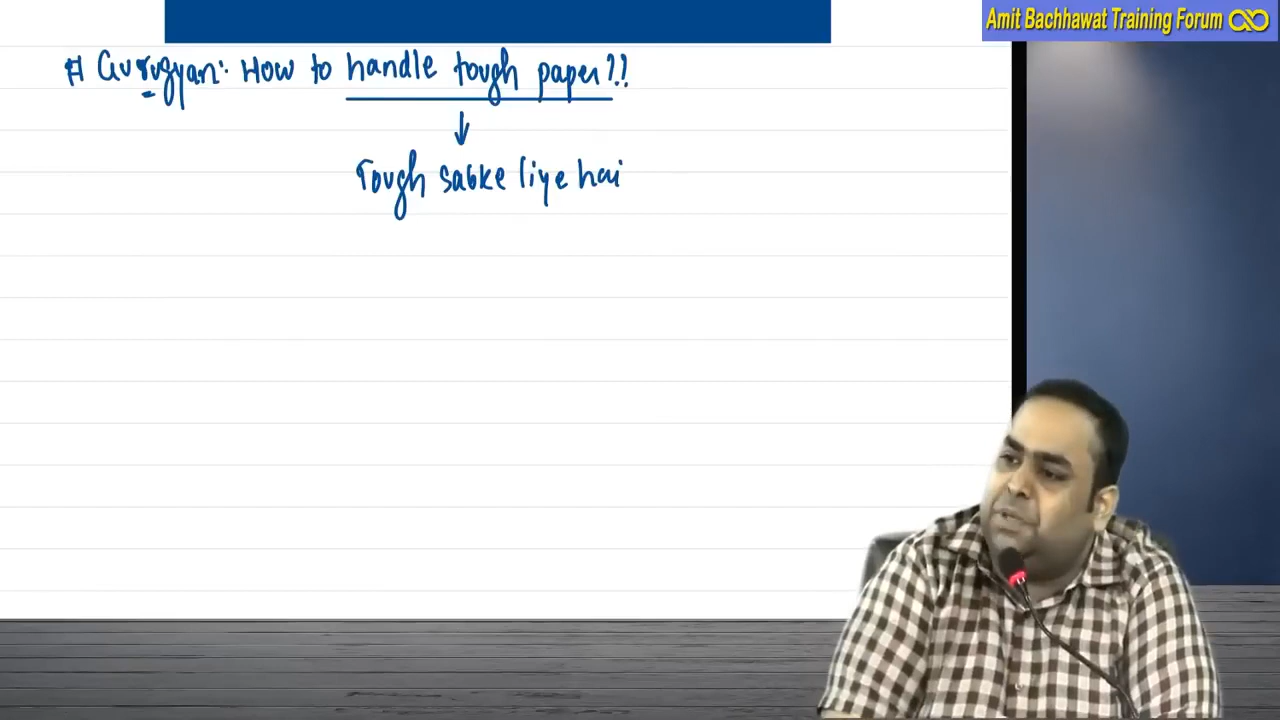 Amit Bachhawat Training Forum
# Gurugyan: How to handle tough paper??
Tough sabke liye hai